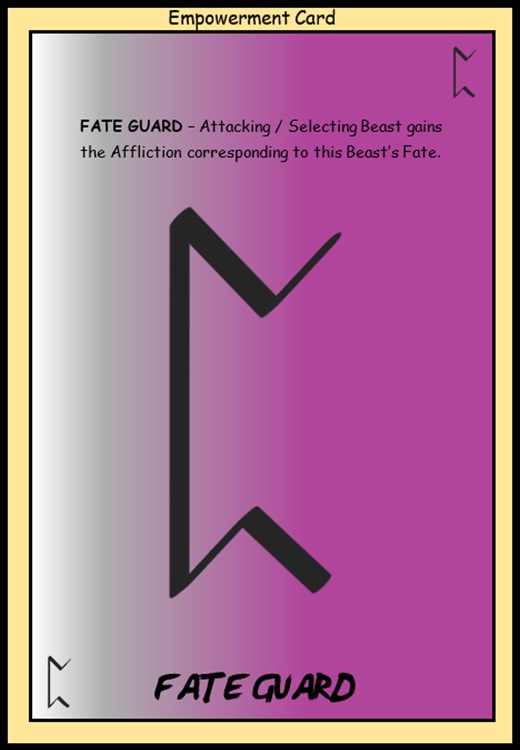 Empowerment Card
ᛈ
FATE GUARD – Attacking / Selecting Beast gains
the Affliction corresponding to this Beast's Fate.
ᛈ
ᛈ
FATE GUARD